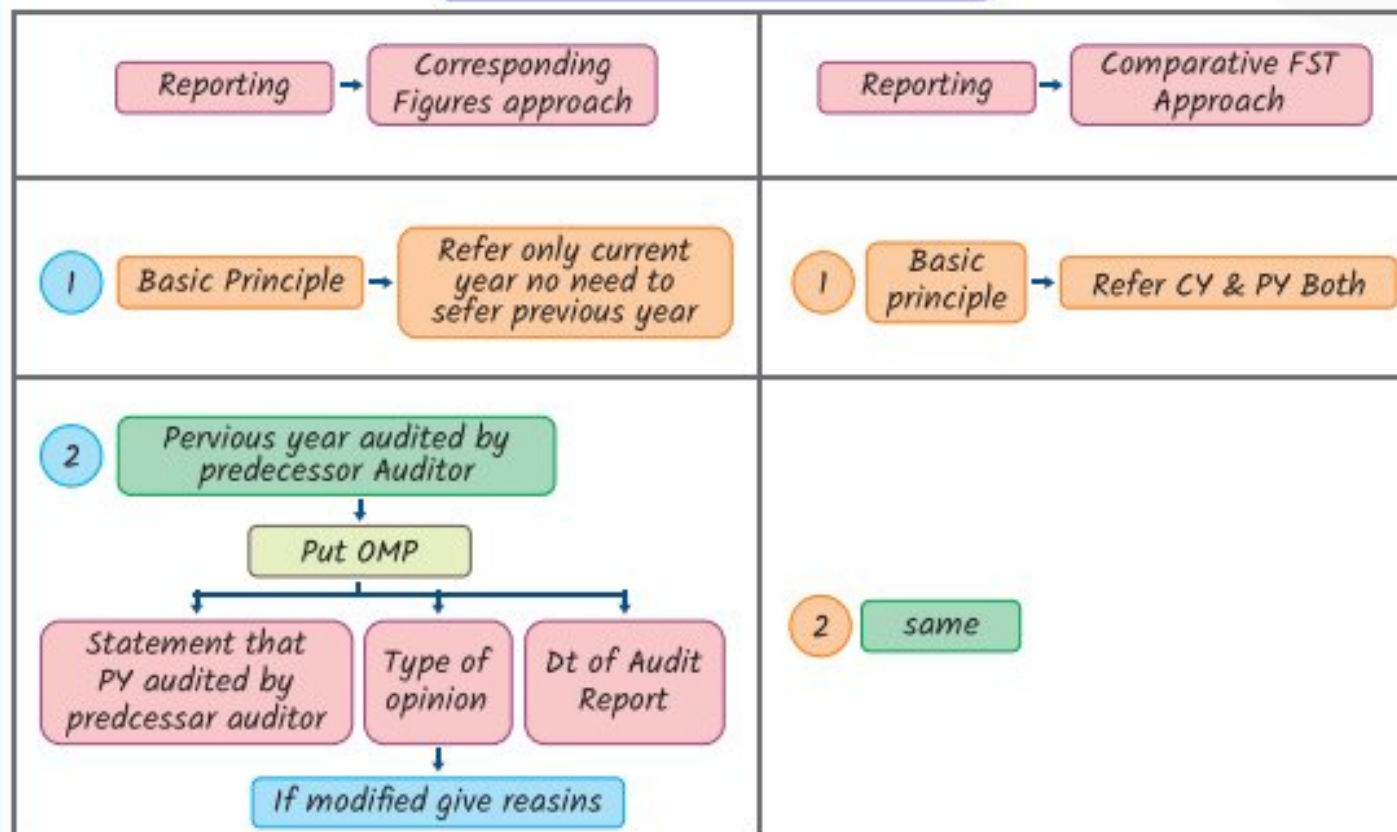 Reporting
Corresponding
Figures approach
Reporting
Comparative FST
Approach
1
Basic Principle
Refer only current
year no need to
sefer previous year
1
Basic
principle
Refer CY & PY Both
2
Pervious year audited by
predecessor Auditor
Put OMP
Statement that
PY audited by
predcessar auditor
Type of
opinion
Dt of Audit
Report
If modified give reasins
2
same